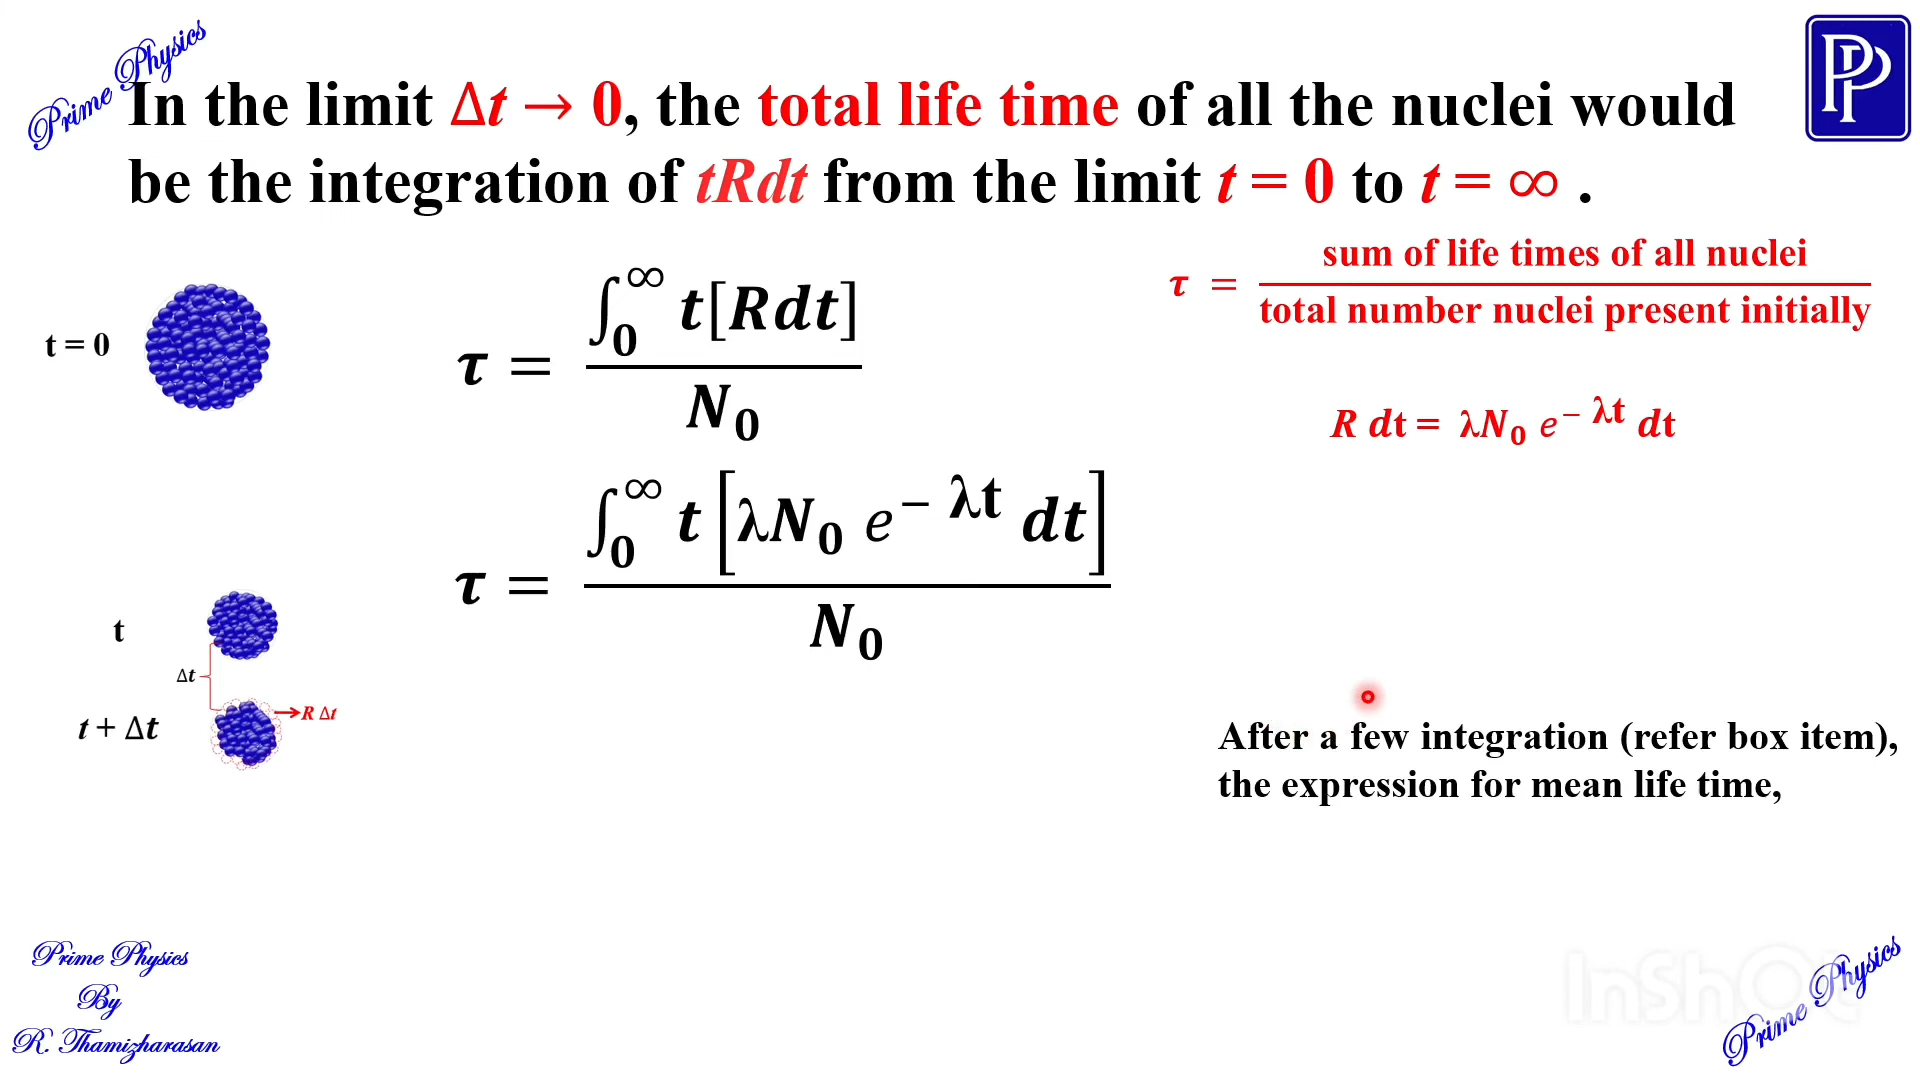 Prime Physics
PP
In the limit Δt → 0, the total life time of all the nuclei would
be the integration of tRdt from the limit t = 0 to t = ∞ .
τ = sum of life times of all nuclei / total number nuclei present initially
t = 0
τ = ∫₀^∞ t[Rdt] / N₀
R dt = λN₀ e^− λt dt
τ = ∫₀^∞ t [λN₀ e^− λt dt] / N₀
t
Δt
t + Δt
R Δt
After a few integration (refer box item),
the expression for mean life time,
Prime Physics
By
R. Thamizharasan
InShOt
Prime Physics